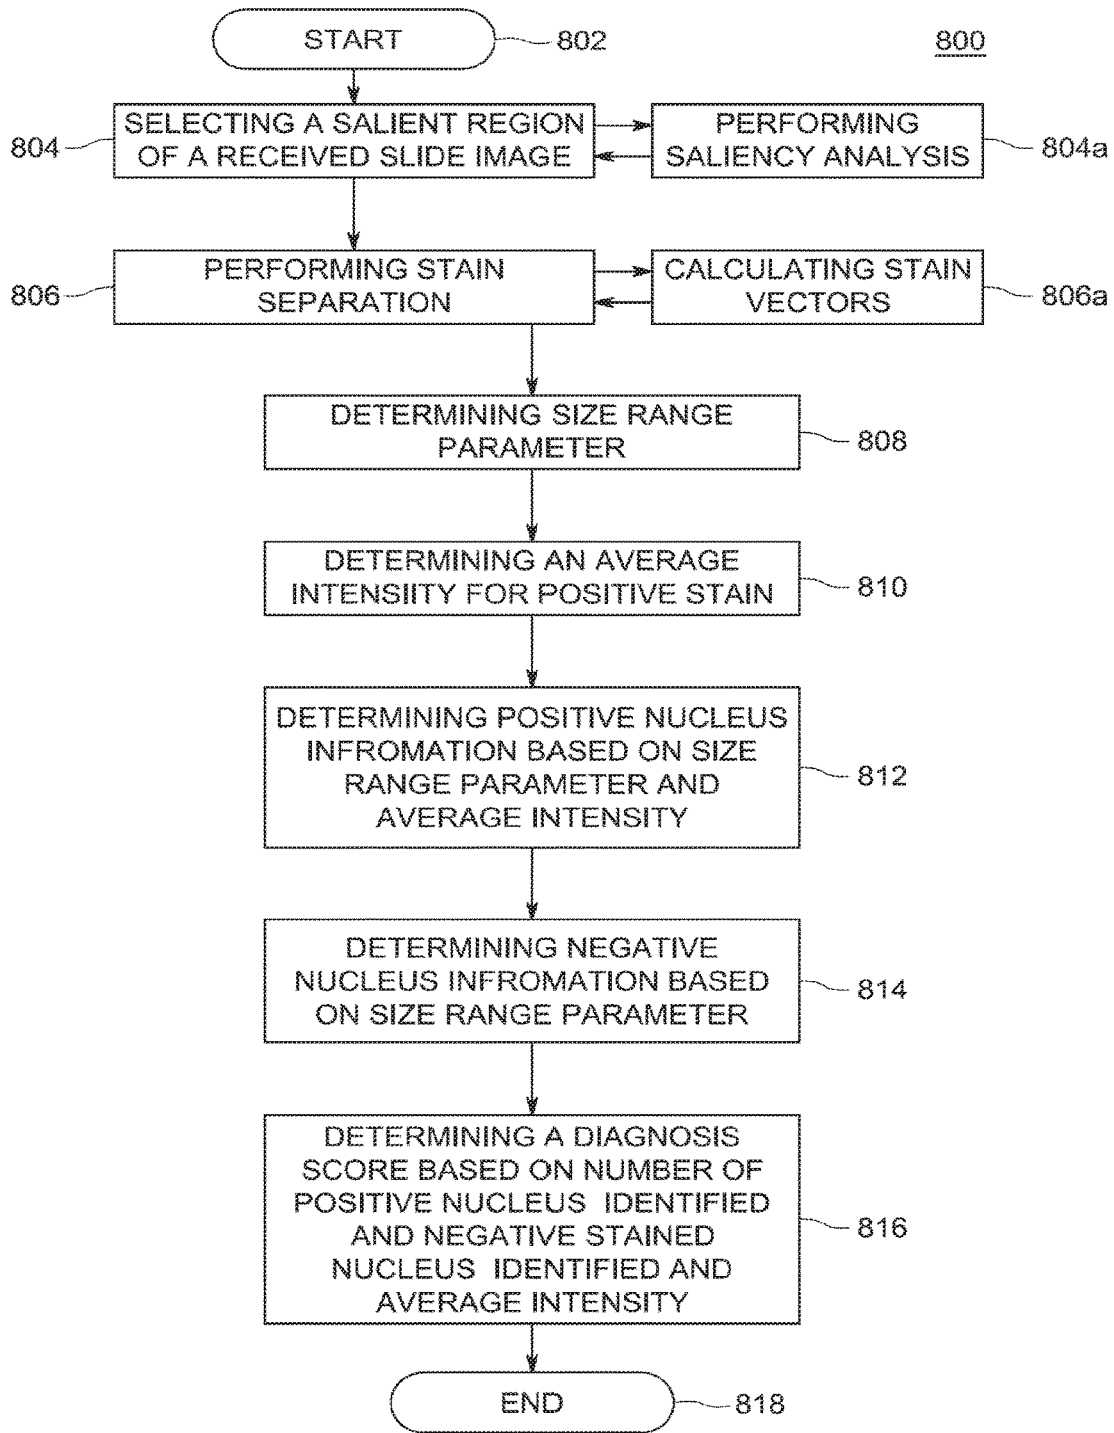 START
802
800
SELECTING A SALIENT REGION
OF A RECEIVED SLIDE IMAGE
804
PERFORMING
SALIENCY ANALYSIS
804a
PERFORMING STAIN
SEPARATION
806
CALCULATING STAIN
VECTORS
806a
DETERMINING SIZE RANGE
PARAMETER
808
DETERMINING AN AVERAGE
INTENSIITY FOR POSITIVE STAIN
810
DETERMINING POSITIVE NUCLEUS
INFROMATION BASED ON SIZE
RANGE PARAMETER AND
AVERAGE INTENSITY
812
DETERMINING NEGATIVE
NUCLEUS INFROMATION BASED
ON SIZE RANGE PARAMETER
814
DETERMINING A DIAGNOSIS
SCORE BASED ON NUMBER OF
POSITIVE NUCLEUS IDENTIFIED
AND NEGATIVE STAINED
NUCLEUS IDENTIFIED AND
AVERAGE INTENSITY
816
END
818